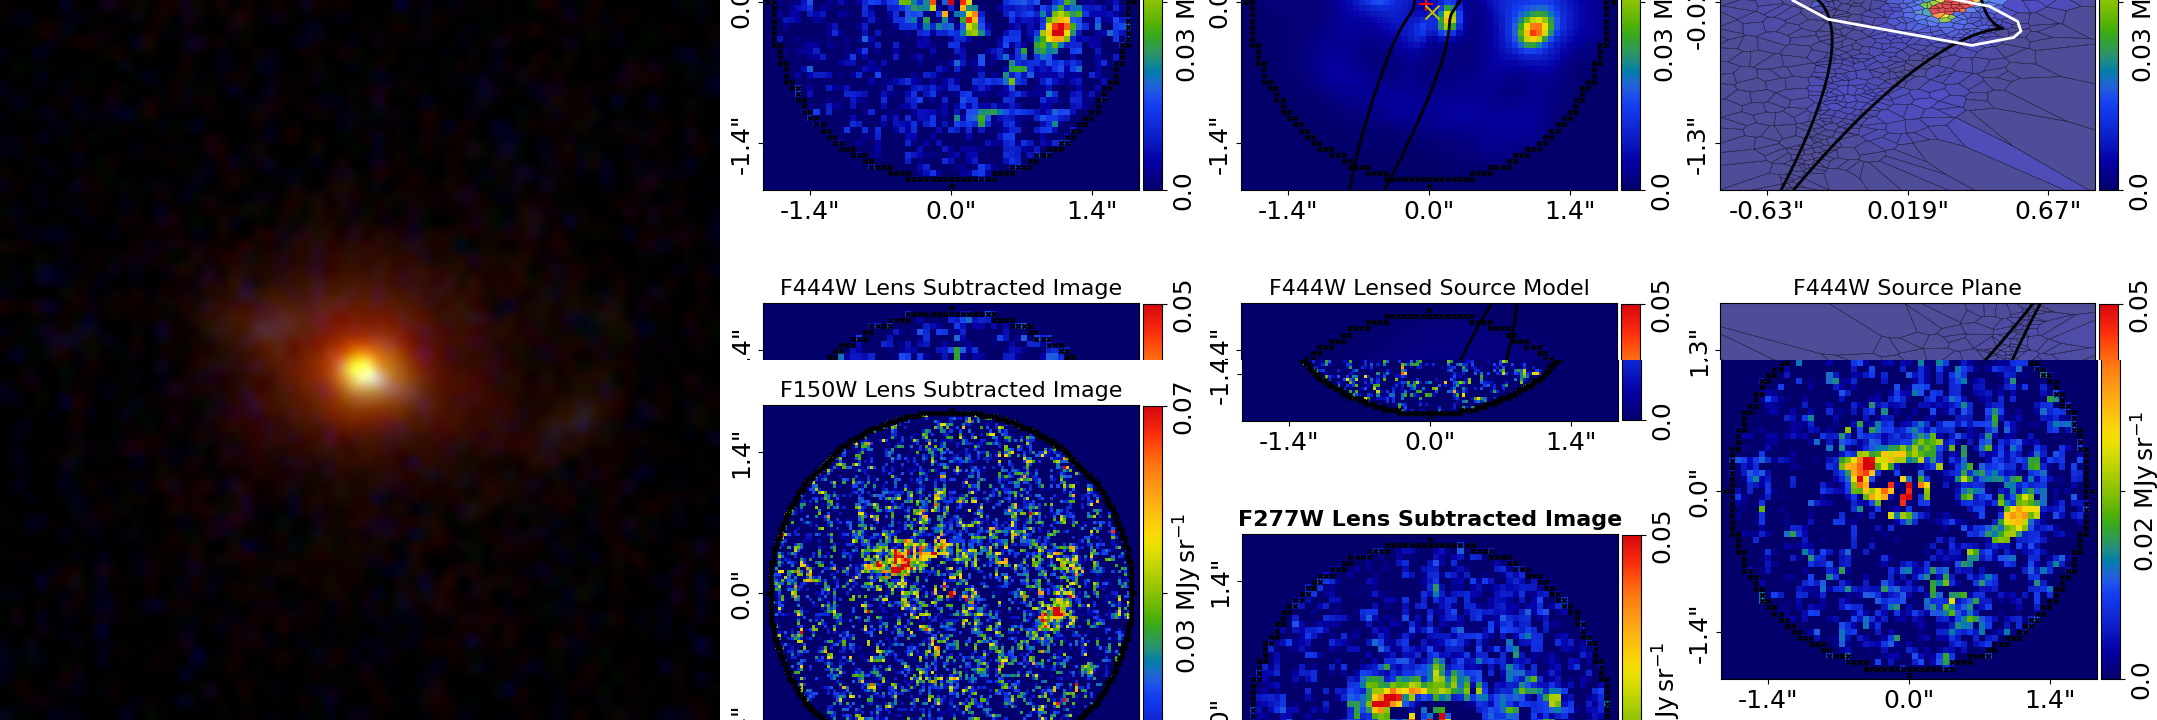 0.03 M
-1.4"
0.0
-1.4" 0.0" 1.4"
0.03 M
-1.4"
0.0
-1.4" 0.0" 1.4"
0.03 M
-1.3"
0.0
-0.63" 0.019" 0.67"
F444W Lens Subtracted Image
0.05
F444W Lensed Source Model
0.05
-1.4"
0.0
-1.4" 0.0" 1.4"
F444W Source Plane
0.05
1.3"
F150W Lens Subtracted Image
0.07
1.4"
0.0"
0.03 MJy sr−1
F277W Lens Subtracted Image
0.05
1.4"
Jy sr−1
0.0"
-1.4"
0.02 MJy sr−1
0.0
-1.4" 0.0" 1.4"